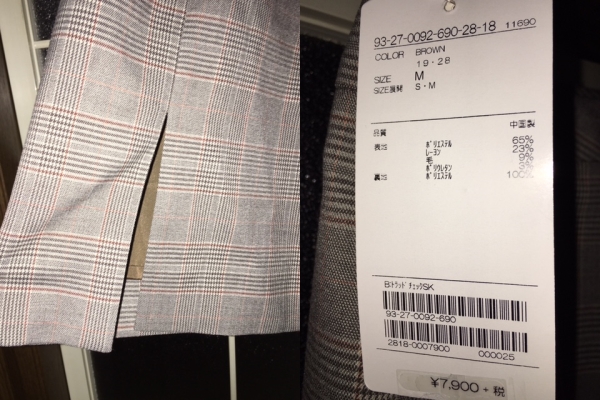 93-27-0092-690-28-18 11690
COLOR BROWN
19・28
SIZE M
SIZE展開 S・M
品質 中国製
表地 ﾎﾟﾘｴｽﾃﾙ 65%
ﾚｰﾖﾝ 23%
毛 9%
ﾎﾟﾘｳﾚﾀﾝ 3%
裏地 ﾎﾟﾘｴｽﾃﾙ 100%
B:ﾄﾗｯﾄﾞﾁｪｯｸSK
93-27-0092-690
2818-0007900 000025
¥7,900+税